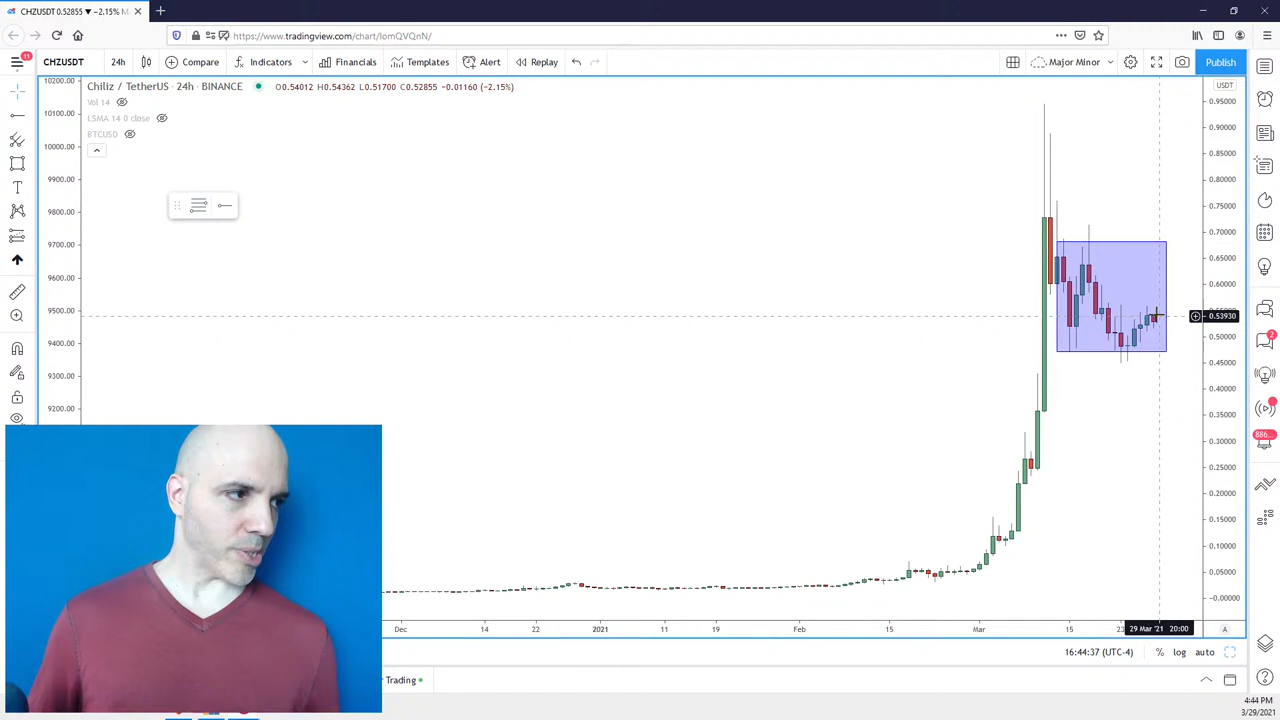 CHZUSDT 0.52855 ▼ −2.15% M
https://www.tradingview.com/chart/IomQVQnN/
11
CHZUSDT 24h Compare Indicators Financials Templates Alert Replay Major Minor Publish
Chiliz / TetherUS · 24h · BINANCE O0.54012 H0.54362 L0.51700 C0.52855 −0.01160 (−2.15%)
Vol 14
LSMA 14 0 close
BTCUSD
USDT
10200.00
10100.00
10000.00
9900.00
9800.00
9700.00
9600.00
9500.00
9400.00
9300.00
9200.00
0.95000
0.90000
0.85000
0.80000
0.75000
0.70000
0.65000
0.60000
0.53930
0.50000
0.45000
0.40000
0.35000
0.30000
0.25000
0.20000
0.15000
0.10000
0.05000
−0.00000
2
886...
Dec 14 22 2021 11 19 Feb 15 Mar 15 29 Mar '21 20:00 A
16:44:37 (UTC-4) % log auto
Trading
4:44 PM
3/29/2021